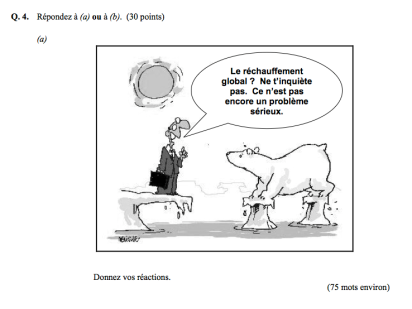 Q. 4. Répondez à (a) ou à (b). (30 points)
(a)
Le réchauffement
global ? Ne t'inquiète
pas. Ce n'est pas
encore un problème
sérieux.
Donnez vos réactions.
(75 mots environ)